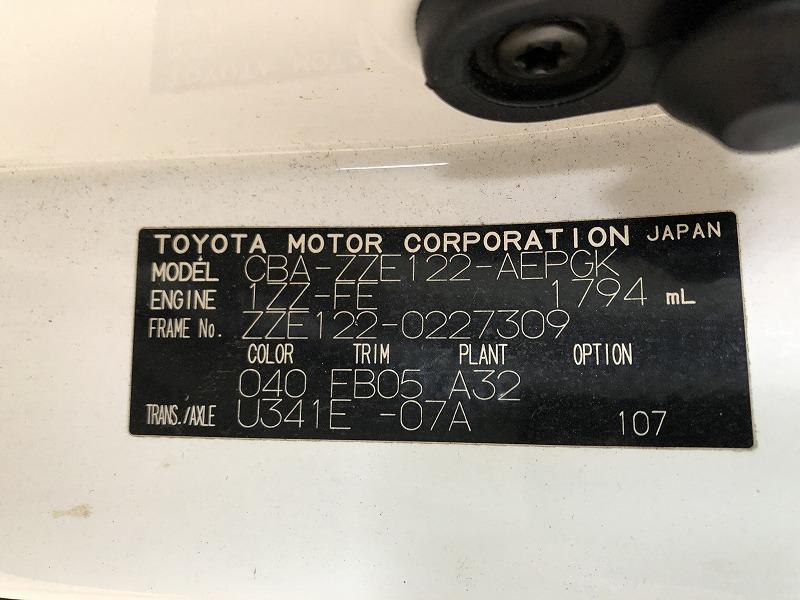 TOYOTA MOTOR CORPORATION JAPAN
MODÉL CBA-ZZE122-AEPGK
ENGINE 1ZZ-FE 1794 mL
FRAME No. ZZE122-0227309
COLOR TRIM PLANT OPTION
040 FB05 A32
TRANS./AXLE U341E -07A 107